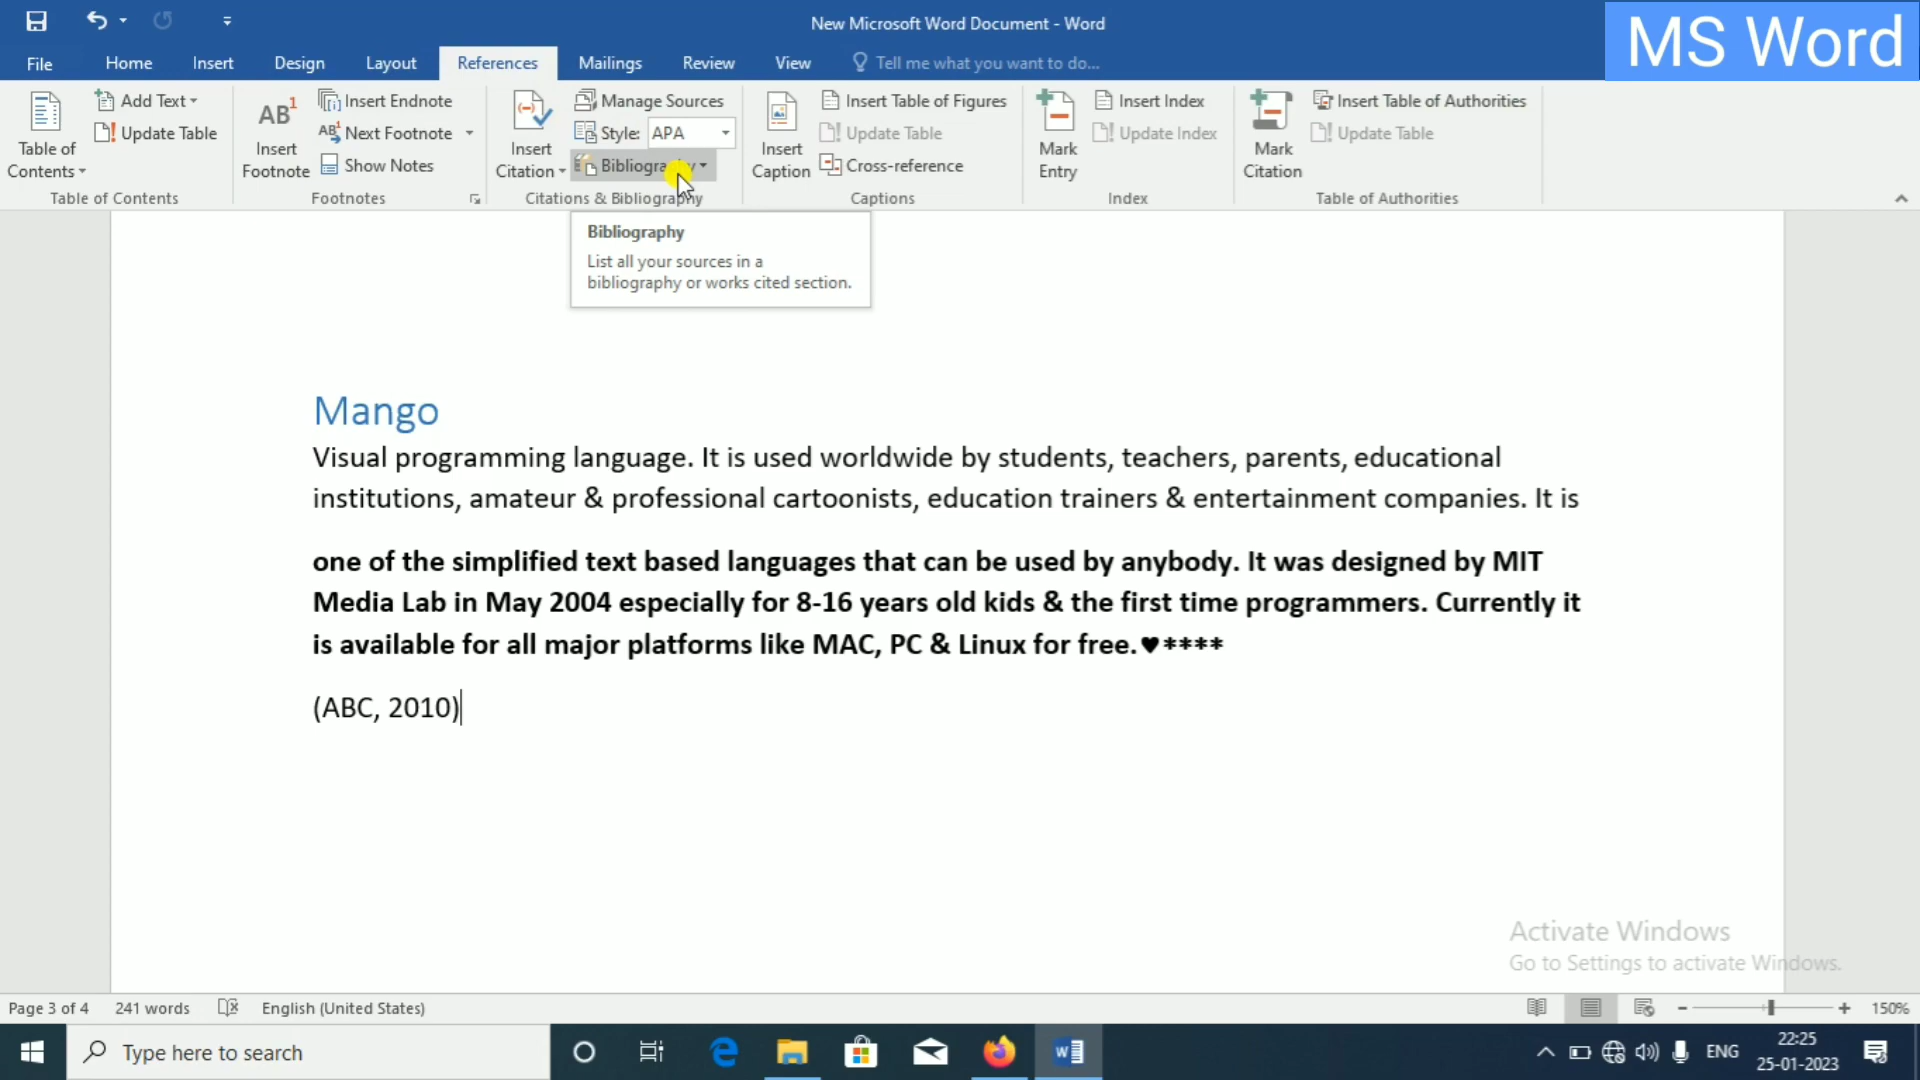 New Microsoft Word Document - Word
MS Word
File Home Insert Design Layout References Mailings Review View Tell me what you want to do...
Table of Contents
Add Text
Update Table
Table of Contents
AB1
Insert Footnote
Insert Endnote
Next Footnote
Show Notes
Footnotes
Insert Citation
Manage Sources
Style: APA
Bibliography
Citations & Bibliography
Insert Caption
Insert Table of Figures
Update Table
Cross-reference
Captions
Mark Entry
Insert Index
Update Index
Index
Mark Citation
Insert Table of Authorities
Update Table
Table of Authorities
Bibliography
List all your sources in a
bibliography or works cited section.
Mango
Visual programming language. It is used worldwide by students, teachers, parents, educational
institutions, amateur & professional cartoonists, education trainers & entertainment companies. It is
one of the simplified text based languages that can be used by anybody. It was designed by MIT
Media Lab in May 2004 especially for 8-16 years old kids & the first time programmers. Currently it
is available for all major platforms like MAC, PC & Linux for free.♥****
(ABC, 2010)
Activate Windows
Go to Settings to activate Windows.
Page 3 of 4 241 words English (United States) 150%
Type here to search
ENG
22:25
25-01-2023